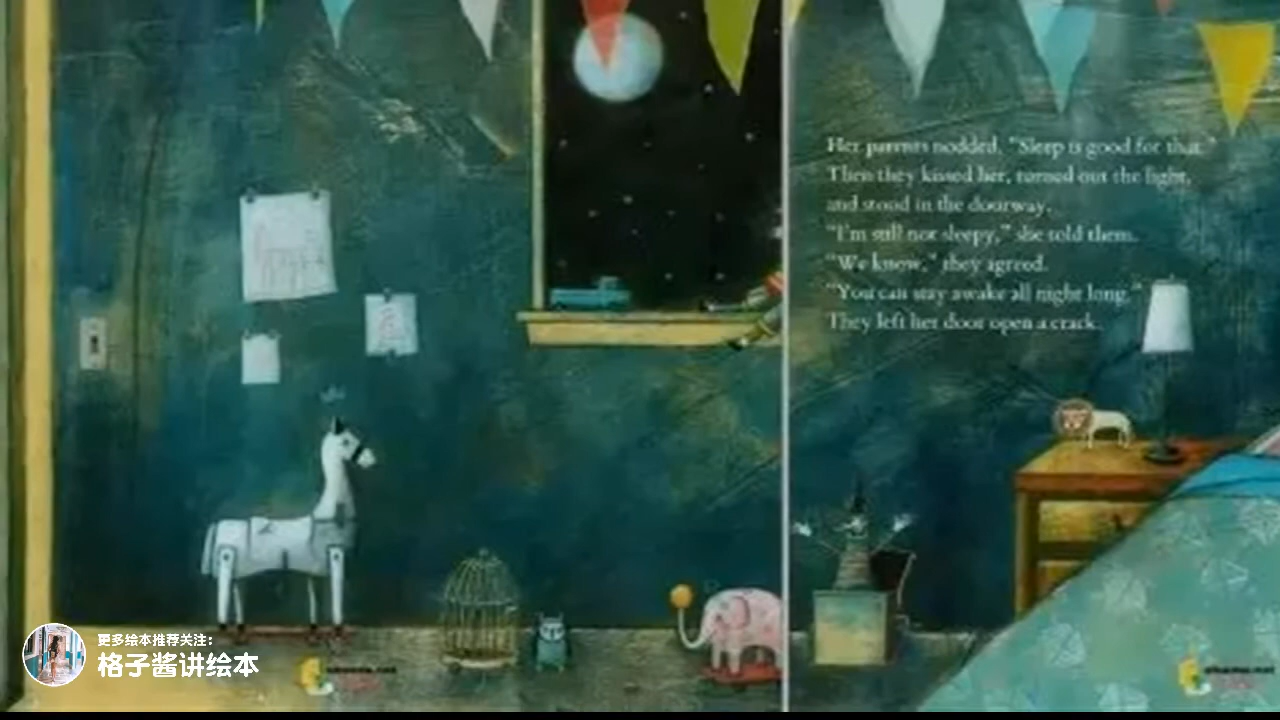 Her parents nodded. "Sleep is good for that."
Then they kissed her, turned out the light,
and stood in the doorway.
"I'm still not sleepy," she told them.
"We know," they agreed.
"You can stay awake all night long."
They left her door open a crack.
更多绘本推荐关注：
格子酱讲绘本